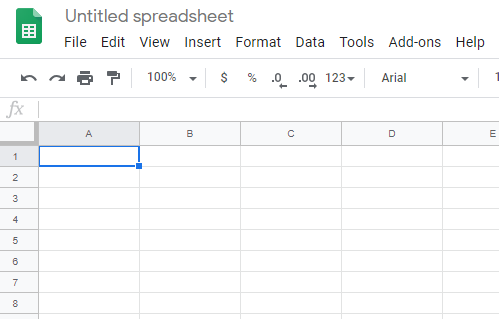 Untitled spreadsheet
File Edit View Insert Format Data Tools Add-ons Help
100% $ % .0 .00 123 Arial 1
fx
A B C D E
1
2
3
4
5
6
7
8